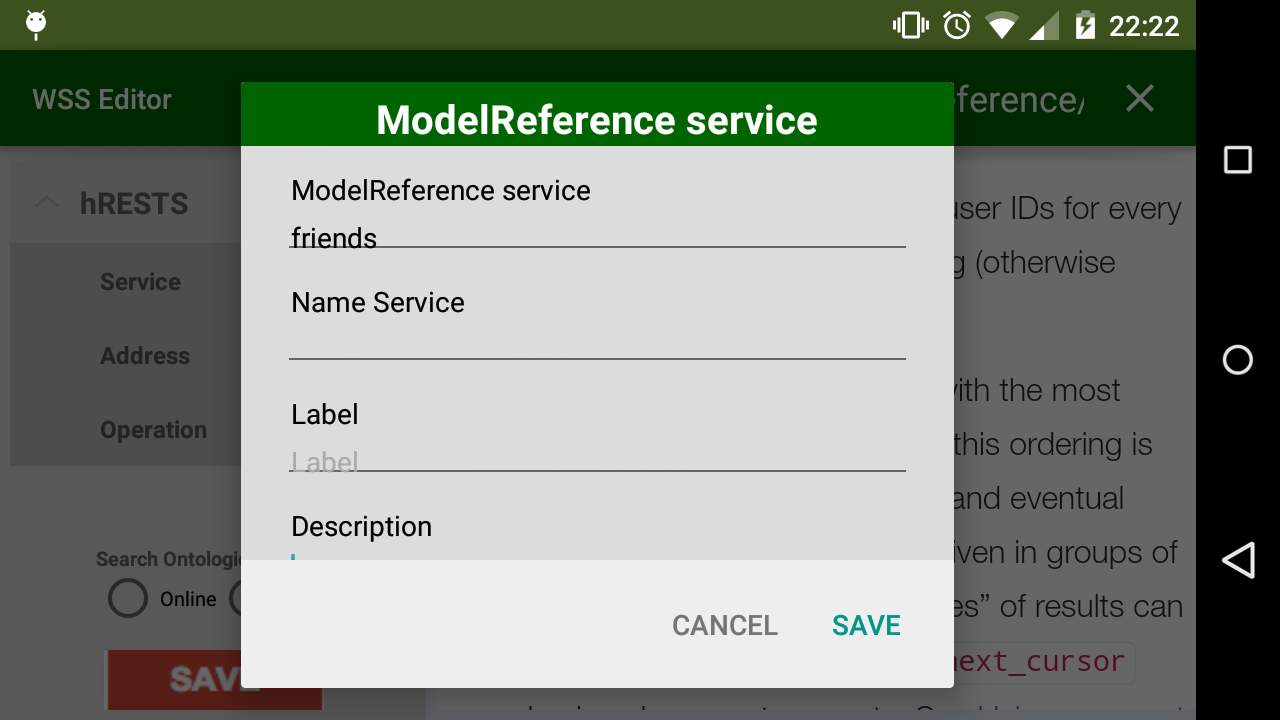 22:22
WSS Editor
ference/
ModelReference service
hRESTS
Service
Address
Operation
Search Ontologi
Online
SAVE
ModelReference service
friends
Name Service
Label
Label
Description
CANCEL
SAVE
user IDs for every
g (otherwise
with the most
this ordering is
and eventual
iven in groups of
es” of results can
next_cursor